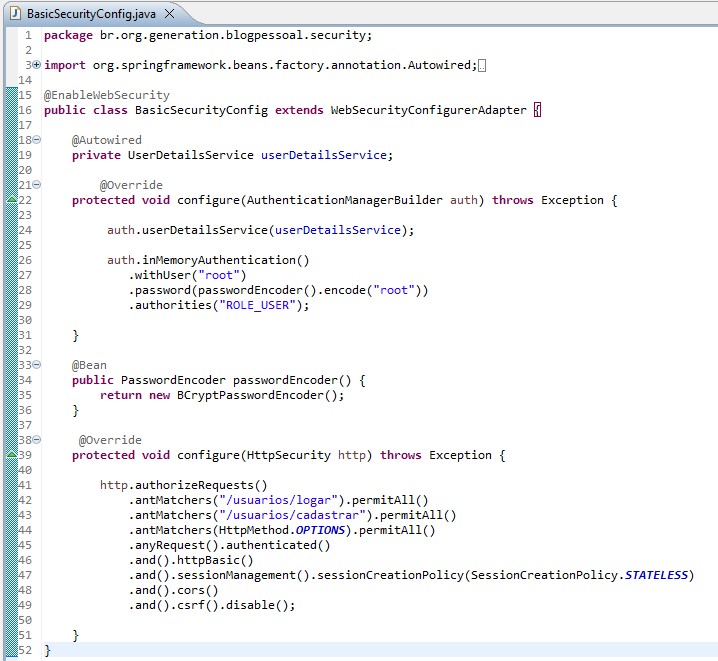 BasicSecurityConfig.java
1 package br.org.generation.blogpessoal.security;
2
3 import org.springframework.beans.factory.annotation.Autowired;
14
15 @EnableWebSecurity
16 public class BasicSecurityConfig extends WebSecurityConfigurerAdapter {
17
18 @Autowired
19 private UserDetailsService userDetailsService;
20
21 @Override
22 protected void configure(AuthenticationManagerBuilder auth) throws Exception {
23
24 auth.userDetailsService(userDetailsService);
25
26 auth.inMemoryAuthentication()
27 .withUser("root")
28 .password(passwordEncoder().encode("root"))
29 .authorities("ROLE_USER");
30
31 }
32
33 @Bean
34 public PasswordEncoder passwordEncoder() {
35 return new BCryptPasswordEncoder();
36 }
37
38 @Override
39 protected void configure(HttpSecurity http) throws Exception {
40
41 http.authorizeRequests()
42 .antMatchers("/usuarios/logar").permitAll()
43 .antMatchers("/usuarios/cadastrar").permitAll()
44 .antMatchers(HttpMethod.OPTIONS).permitAll()
45 .anyRequest().authenticated()
46 .and().httpBasic()
47 .and().sessionManagement().sessionCreationPolicy(SessionCreationPolicy.STATELESS)
48 .and().cors()
49 .and().csrf().disable();
50
51 }
52 }